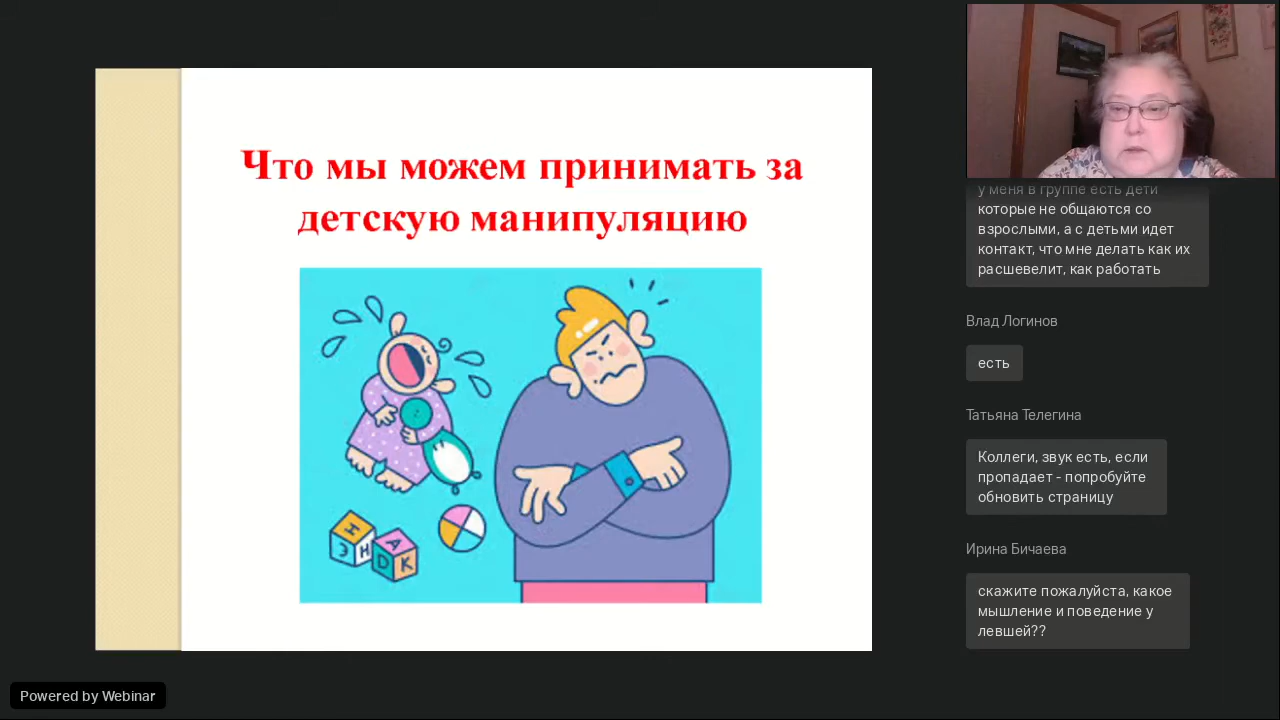 Что мы можем принимать за
детскую манипуляцию
Н
Э
Н
А
D
К
у меня в группе есть дети
которые не общаются со
взрослыми, а с детьми идет
контакт, что мне делать как их
расшевелит, как работать
Влад Логинов
есть
Татьяна Телегина
Коллеги, звук есть, если
пропадает - попробуйте
обновить страницу
Ирина Бичаева
скажите пожалуйста, какое
мышление и поведение у
левшей??
Powered by Webinar